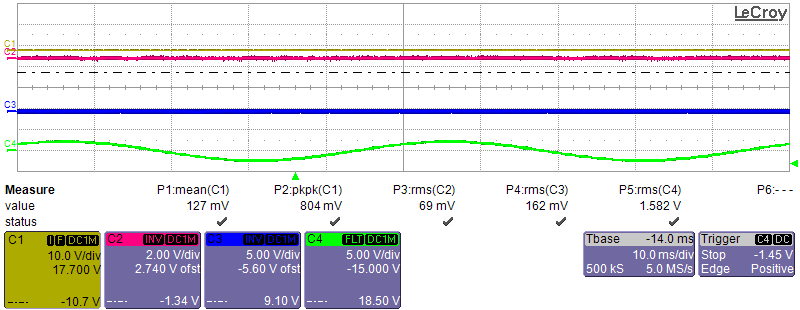 LeCroy
C1
C2
C3
C4
Measure P1:mean(C1) P2:pkpk(C1) P3:rms(C2) P4:rms(C3) P5:rms(C4) P6:---
value 127 mV 804 mV 69 mV 162 mV 1.582 V
status
C1 F DC1M C2 INV DC1M C3 INV DC1M C4 FLT DC1M Tbase -14.0 ms Trigger C4 DC
10.0 V/div 2.00 V/div 5.00 V/div 5.00 V/div 10.0 ms/div Stop -1.45 V
17.700 V 2.740 V ofst -5.60 V ofst -15.000 V 500 kS 5.0 MS/s Edge Positive
-10.7 V -1.34 V 9.10 V 18.50 V